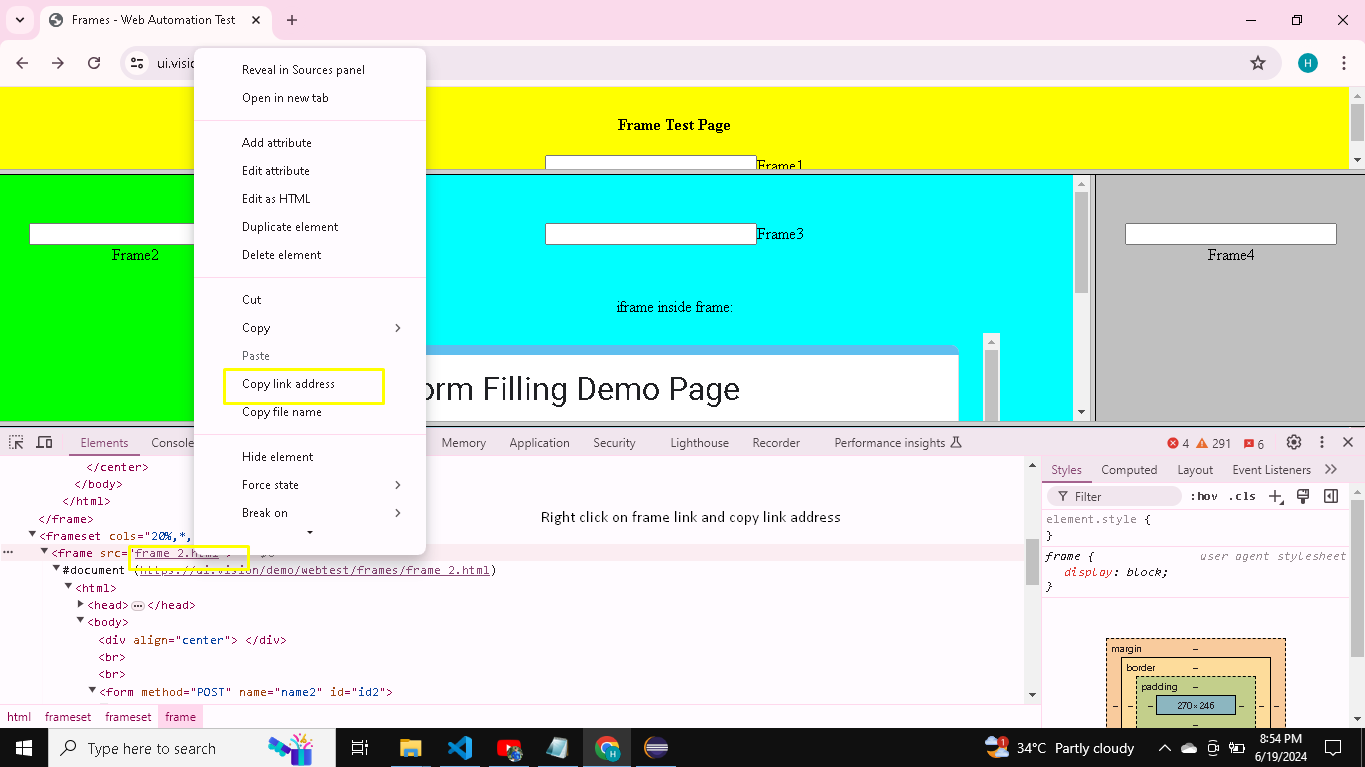 Frames - Web Automation Test
ui.visio
H
Reveal in Sources panel
Open in new tab
Add attribute
Edit attribute
Edit as HTML
Duplicate element
Delete element
Cut
Copy
Paste
Copy link address
Copy file name
Hide element
Force state
Break on
Frame Test Page
Frame1
Frame2
Frame3
iframe inside frame:
orm Filling Demo Page
Frame4
Elements Console Memory Application Security Lighthouse Recorder Performance insights 4 291 6
</center>
</body>
</html>
</frame>
<frameset cols="20%,*,
<frame src="frame_2.html">
#document (https://ui.vision/demo/webtest/frames/frame_2.html)
<html>
<head> </head>
<body>
<div align="center"> </div>
<br>
<br>
<form method="POST" name="name2" id="id2">
Right click on frame link and copy link address
html frameset frameset frame
Styles Computed Layout Event Listeners
Filter :hov .cls
element.style {
}
frame { user agent stylesheet
display: block;
}
margin –
border –
padding –
– – – 270×246 – – –
–
Type here to search
1
34°C Partly cloudy
8:54 PM
6/19/2024